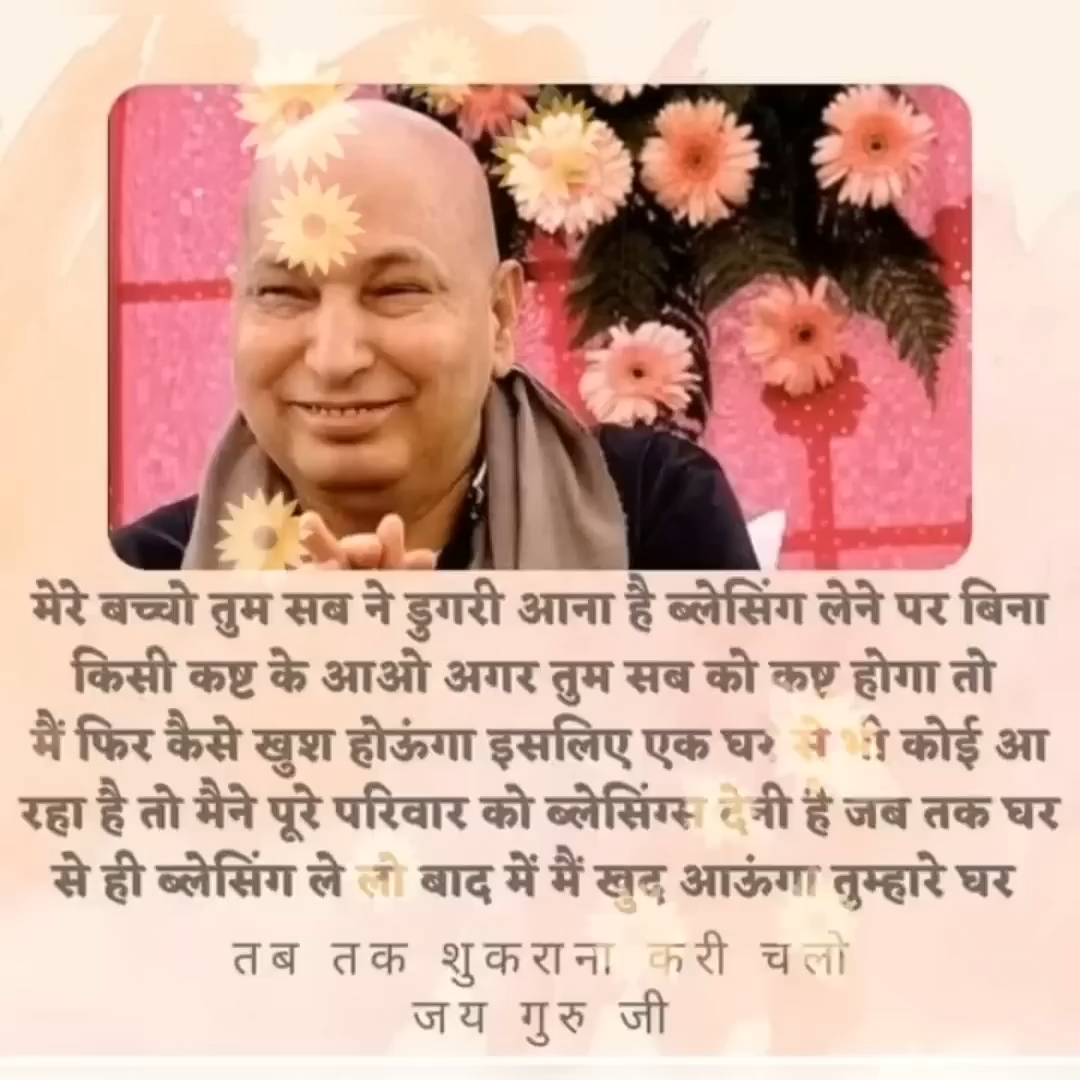 मेरे बच्चो तुम सब ने डुगरी आना है ब्लेसिंग लेने पर बिना
किसी कष्ट के आओ अगर तुम सब को कष्ट होगा तो
मैं फिर कैसे खुश होऊंगा इसलिए एक घर से भी कोई आ
रहा है तो मैने पूरे परिवार को ब्लेसिंग्स देनी है जब तक घर
से ही ब्लेसिंग ले लो बाद में मैं खुद आऊंगा तुम्हारे घर
तब तक शुकराना करी चलो
जय गुरु जी